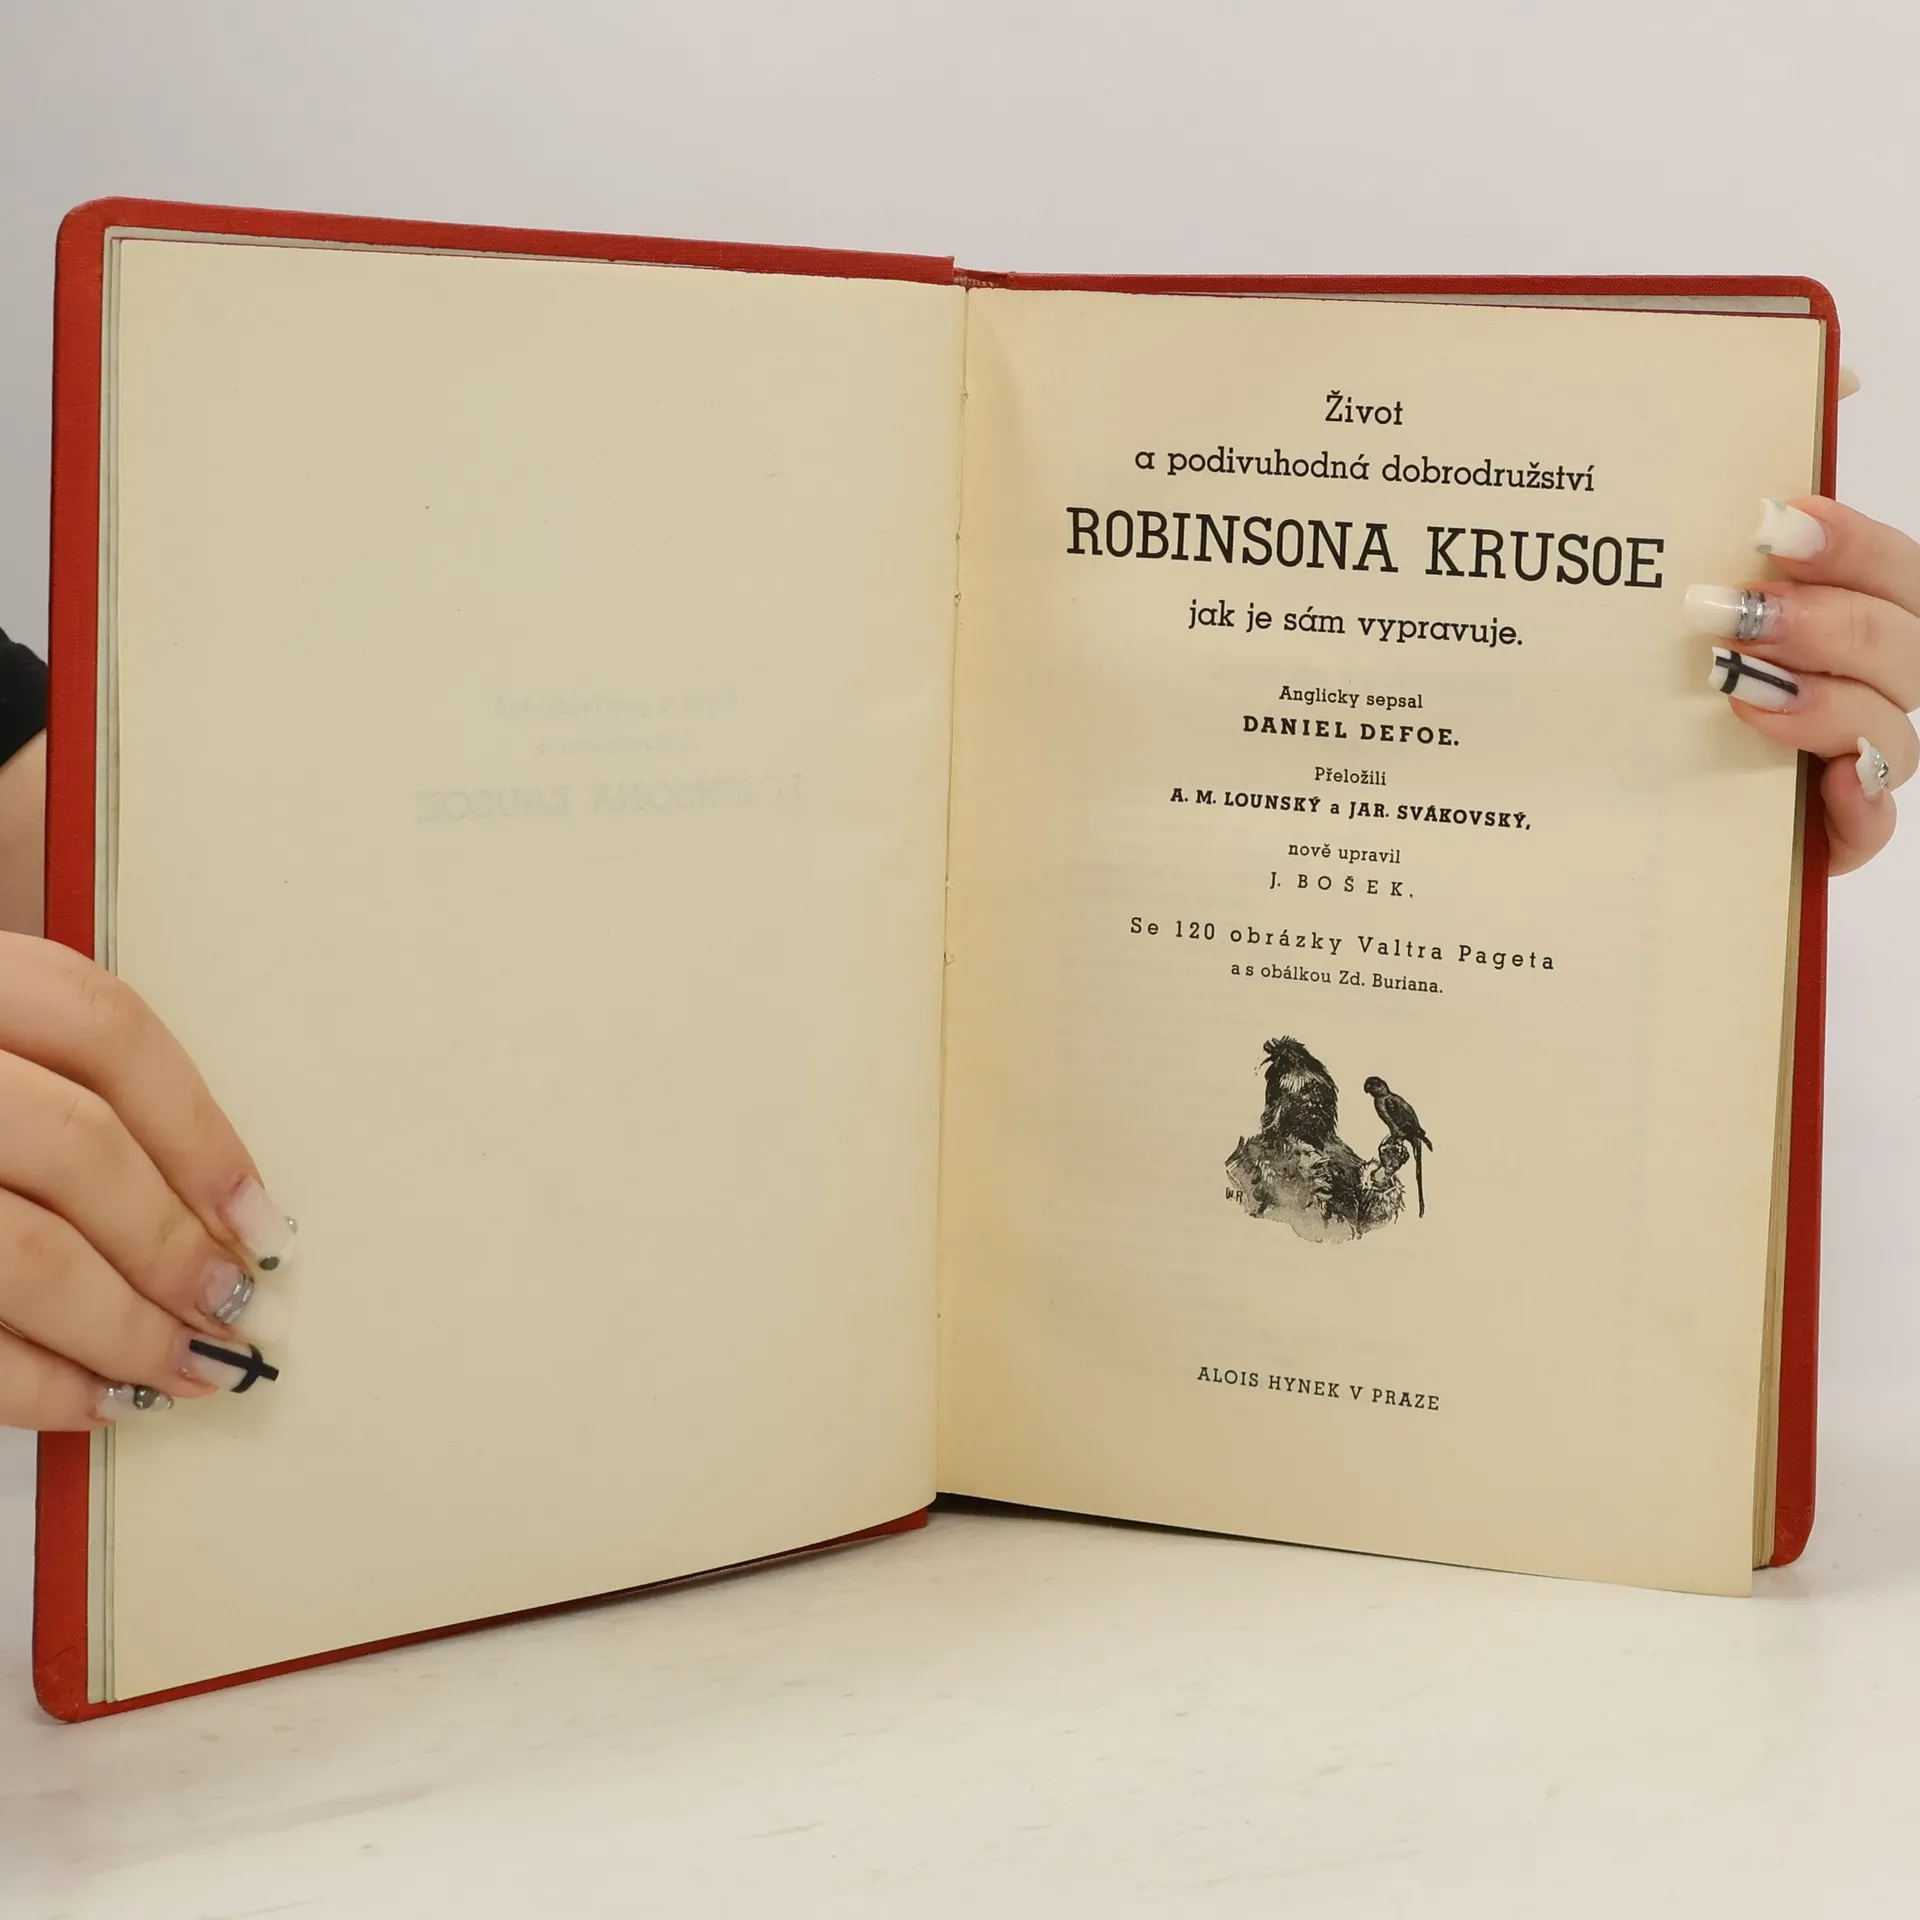 Život
a podivuhodná dobrodružství
ROBINSONA KRUSOE
jak je sám vypravuje.
Anglicky sepsal
DANIEL DEFOE.
Přeložili
A. M. LOUNSKÝ a JAR. SVÁKOVSKÝ,
nově upravil
J. BOŠEK.
Se 120 obrázky Valtra Pageta
a s obálkou Zd. Buriana.
ALOIS HYNEK V PRAZE